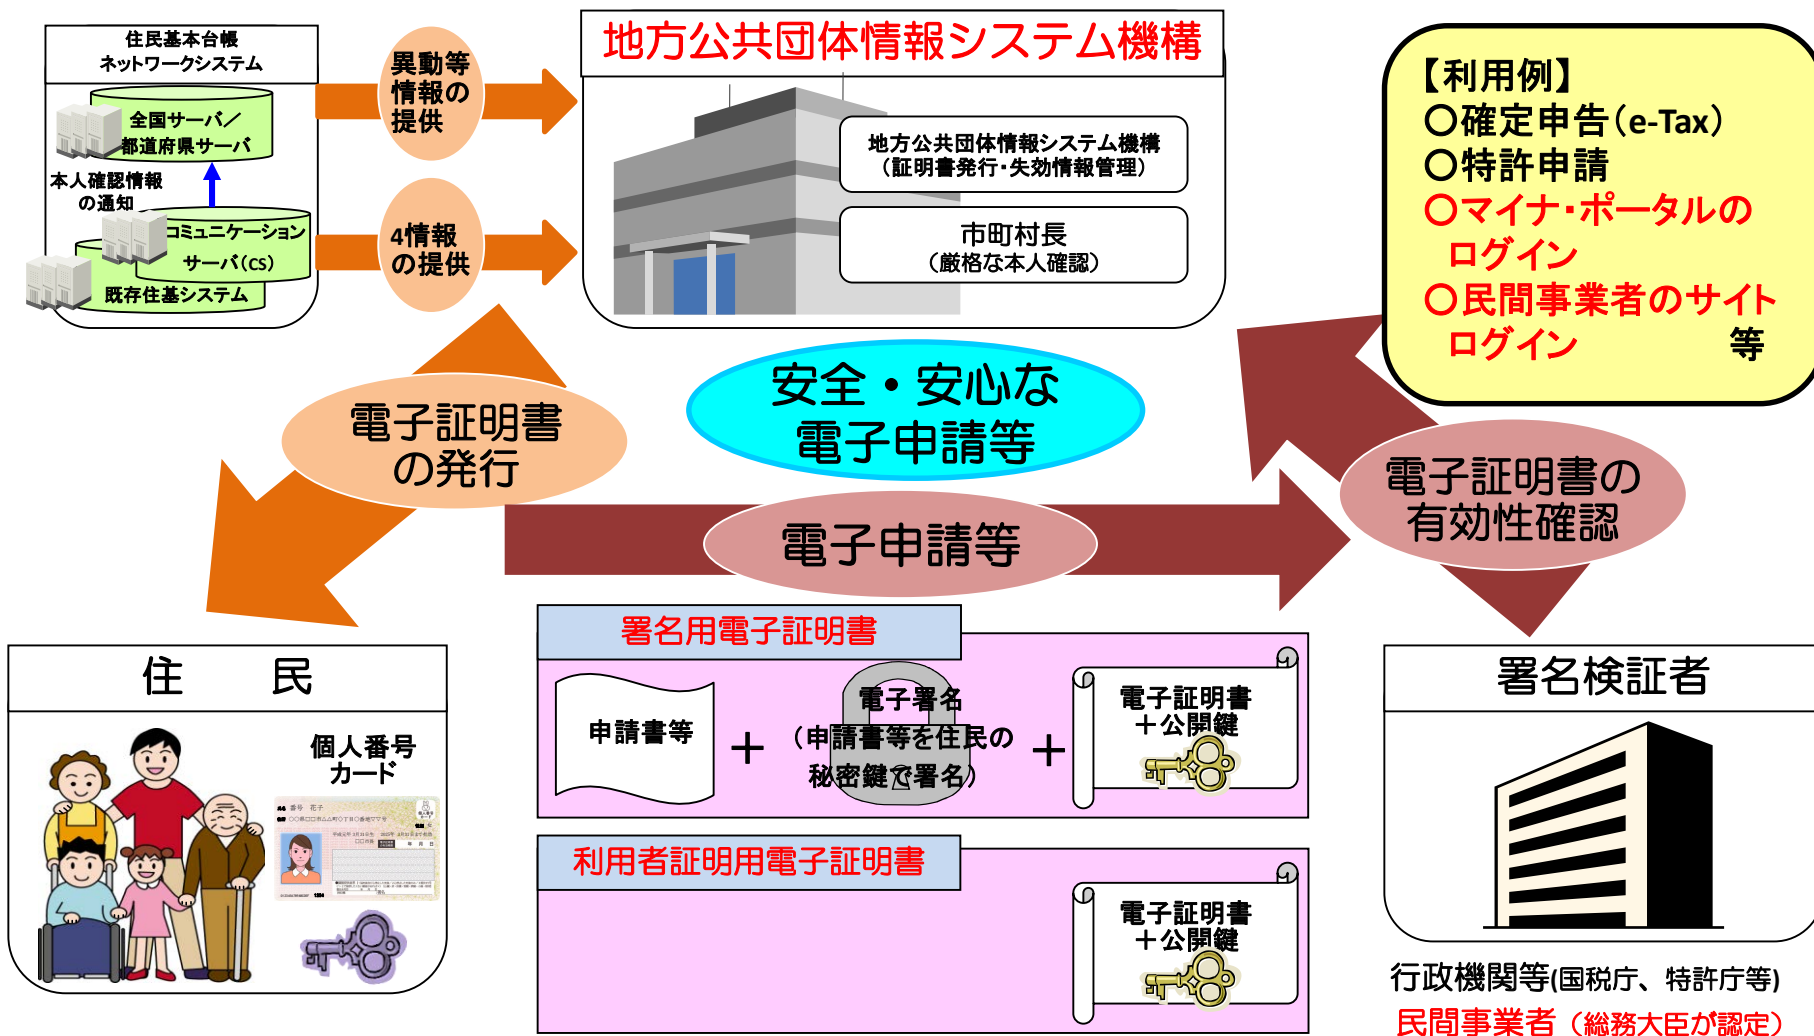 住民基本台帳
ネットワークシステム
全国サーバ／
都道府県サーバ
本人確認情報
の通知
コミュニケーション
サーバ（CS）
既存住基システム
異動等
情報の
提供
4情報
の提供
地方公共団体情報システム機構
地方公共団体情報システム機構
（証明書発行・失効情報管理）
市町村長
（厳格な本人確認）
【利用例】
○確定申告（e-Tax）
○特許申請
○マイナ・ポータルの
ログイン
○民間事業者のサイト
ログイン 等
安全・安心な
電子申請等
電子証明書
の発行
電子申請等
電子証明書の
有効性確認
住 民
個人番号
カード
番号 花子
署名用電子証明書
申請書等
＋
電子署名
（申請書等を住民の
秘密鍵で署名）
＋
電子証明書
＋公開鍵
利用者証明用電子証明書
電子証明書
＋公開鍵
署名検証者
行政機関等(国税庁、特許庁等)
民間事業者（総務大臣が認定）